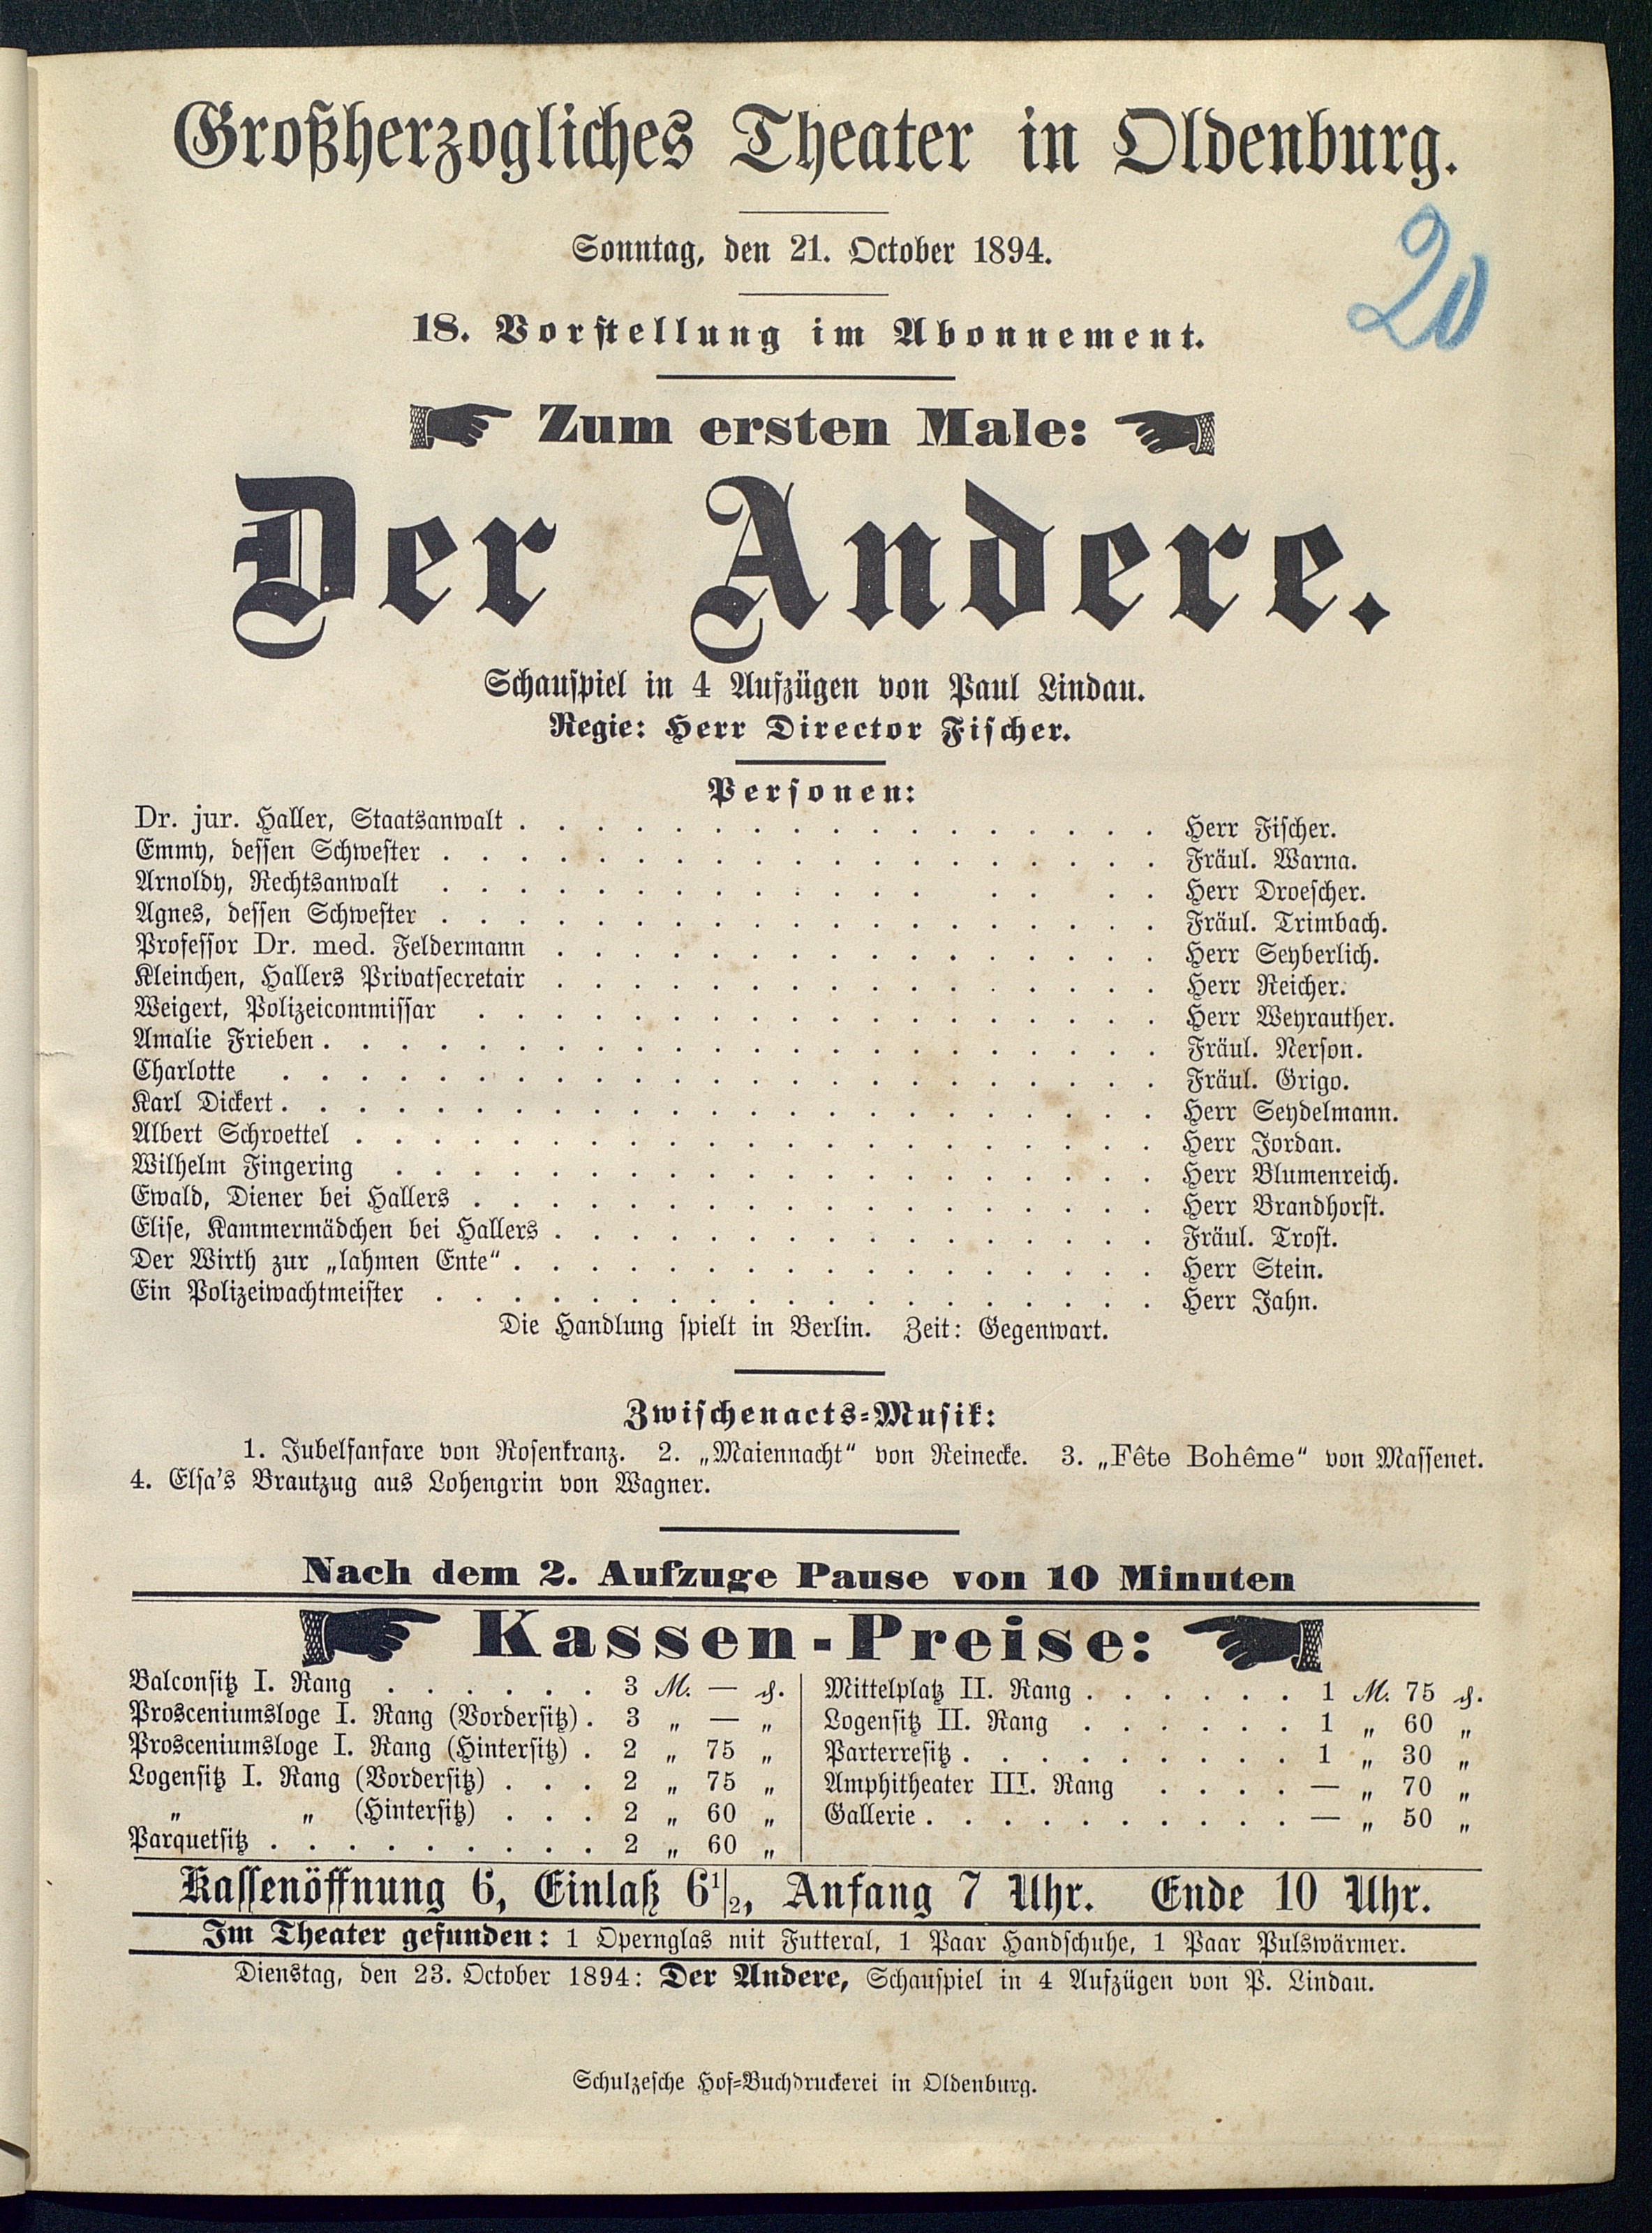 Großherzogliches Theater in Oldenburg.
Sonntag, den 21. October 1894.
20
18. Vorstellung im Abonnement.
Zum ersten Male:
Der Andere.
Schauspiel in 4 Aufzügen von Paul Lindau.
Regie: Herr Director Fischer.
Personen:
Dr. jur. Haller, Staatsanwalt . . . . . . . . . . Herr Fischer.
Emmy, dessen Schwester . . . . . . . . . . Fräul. Warna.
Arnoldy, Rechtsanwalt . . . . . . . . . . Herr Droescher.
Agnes, dessen Schwester . . . . . . . . . . Fräul. Trimbach.
Professor Dr. med. Feldermann . . . . . . . . . . Herr Seyberlich.
Kleinchen, Hallers Privatsecretair . . . . . . . . . . Herr Reicher.
Weigert, Polizeicommissar . . . . . . . . . . Herr Weyrauther.
Amalie Frieben . . . . . . . . . . Fräul. Nerson.
Charlotte . . . . . . . . . . Fräul. Grigo.
Karl Dickert . . . . . . . . . . Herr Seydelmann.
Albert Schroettel . . . . . . . . . . Herr Jordan.
Wilhelm Fingering . . . . . . . . . . Herr Blumenreich.
Ewald, Diener bei Hallers . . . . . . . . . . Herr Brandhorst.
Elise, Kammermädchen bei Hallers . . . . . . . . . . Fräul. Trost.
Der Wirth zur „lahmen Ente“ . . . . . . . . . . Herr Stein.
Ein Polizeiwachtmeister . . . . . . . . . . Herr Jahn.
Die Handlung spielt in Berlin. Zeit: Gegenwart.
Zwischenacts-Musik:
1. Jubelfanfare von Rosenkranz. 2. „Maiennacht“ von Reinecke. 3. „Fête Bohême“ von Massenet.
4. Elsa's Brautzug aus Lohengrin von Wagner.
Nach dem 2. Aufzuge Pause von 10 Minuten
Kassen-Preise:
Balconsitz I. Rang . . . . . . 3 M. — ₰.
Prosceniumsloge I. Rang (Vordersitz) . 3 „ — „
Prosceniumsloge I. Rang (Hintersitz) . 2 „ 75 „
Logensitz I. Rang (Vordersitz) . . . 2 „ 75 „
„ „ (Hintersitz) . . . 2 „ 60 „
Parquetsitz . . . . . . . . . 2 „ 60 „
Mittelplatz II. Rang . . . . . . 1 M. 75 ₰.
Logensitz II. Rang . . . . . . 1 „ 60 „
Parterresitz . . . . . . . . . 1 „ 30 „
Amphitheater III. Rang . . . . — „ 70 „
Gallerie . . . . . . . . . . — „ 50 „
Kassenöffnung 6, Einlaß 6½, Anfang 7 Uhr. Ende 10 Uhr.
Im Theater gefunden: 1 Opernglas mit Futteral, 1 Paar Handschuhe, 1 Paar Pulswärmer.
Dienstag, den 23. October 1894: Der Andere, Schauspiel in 4 Aufzügen von P. Lindau.
Schulzesche Hof-Buchdruckerei in Oldenburg.